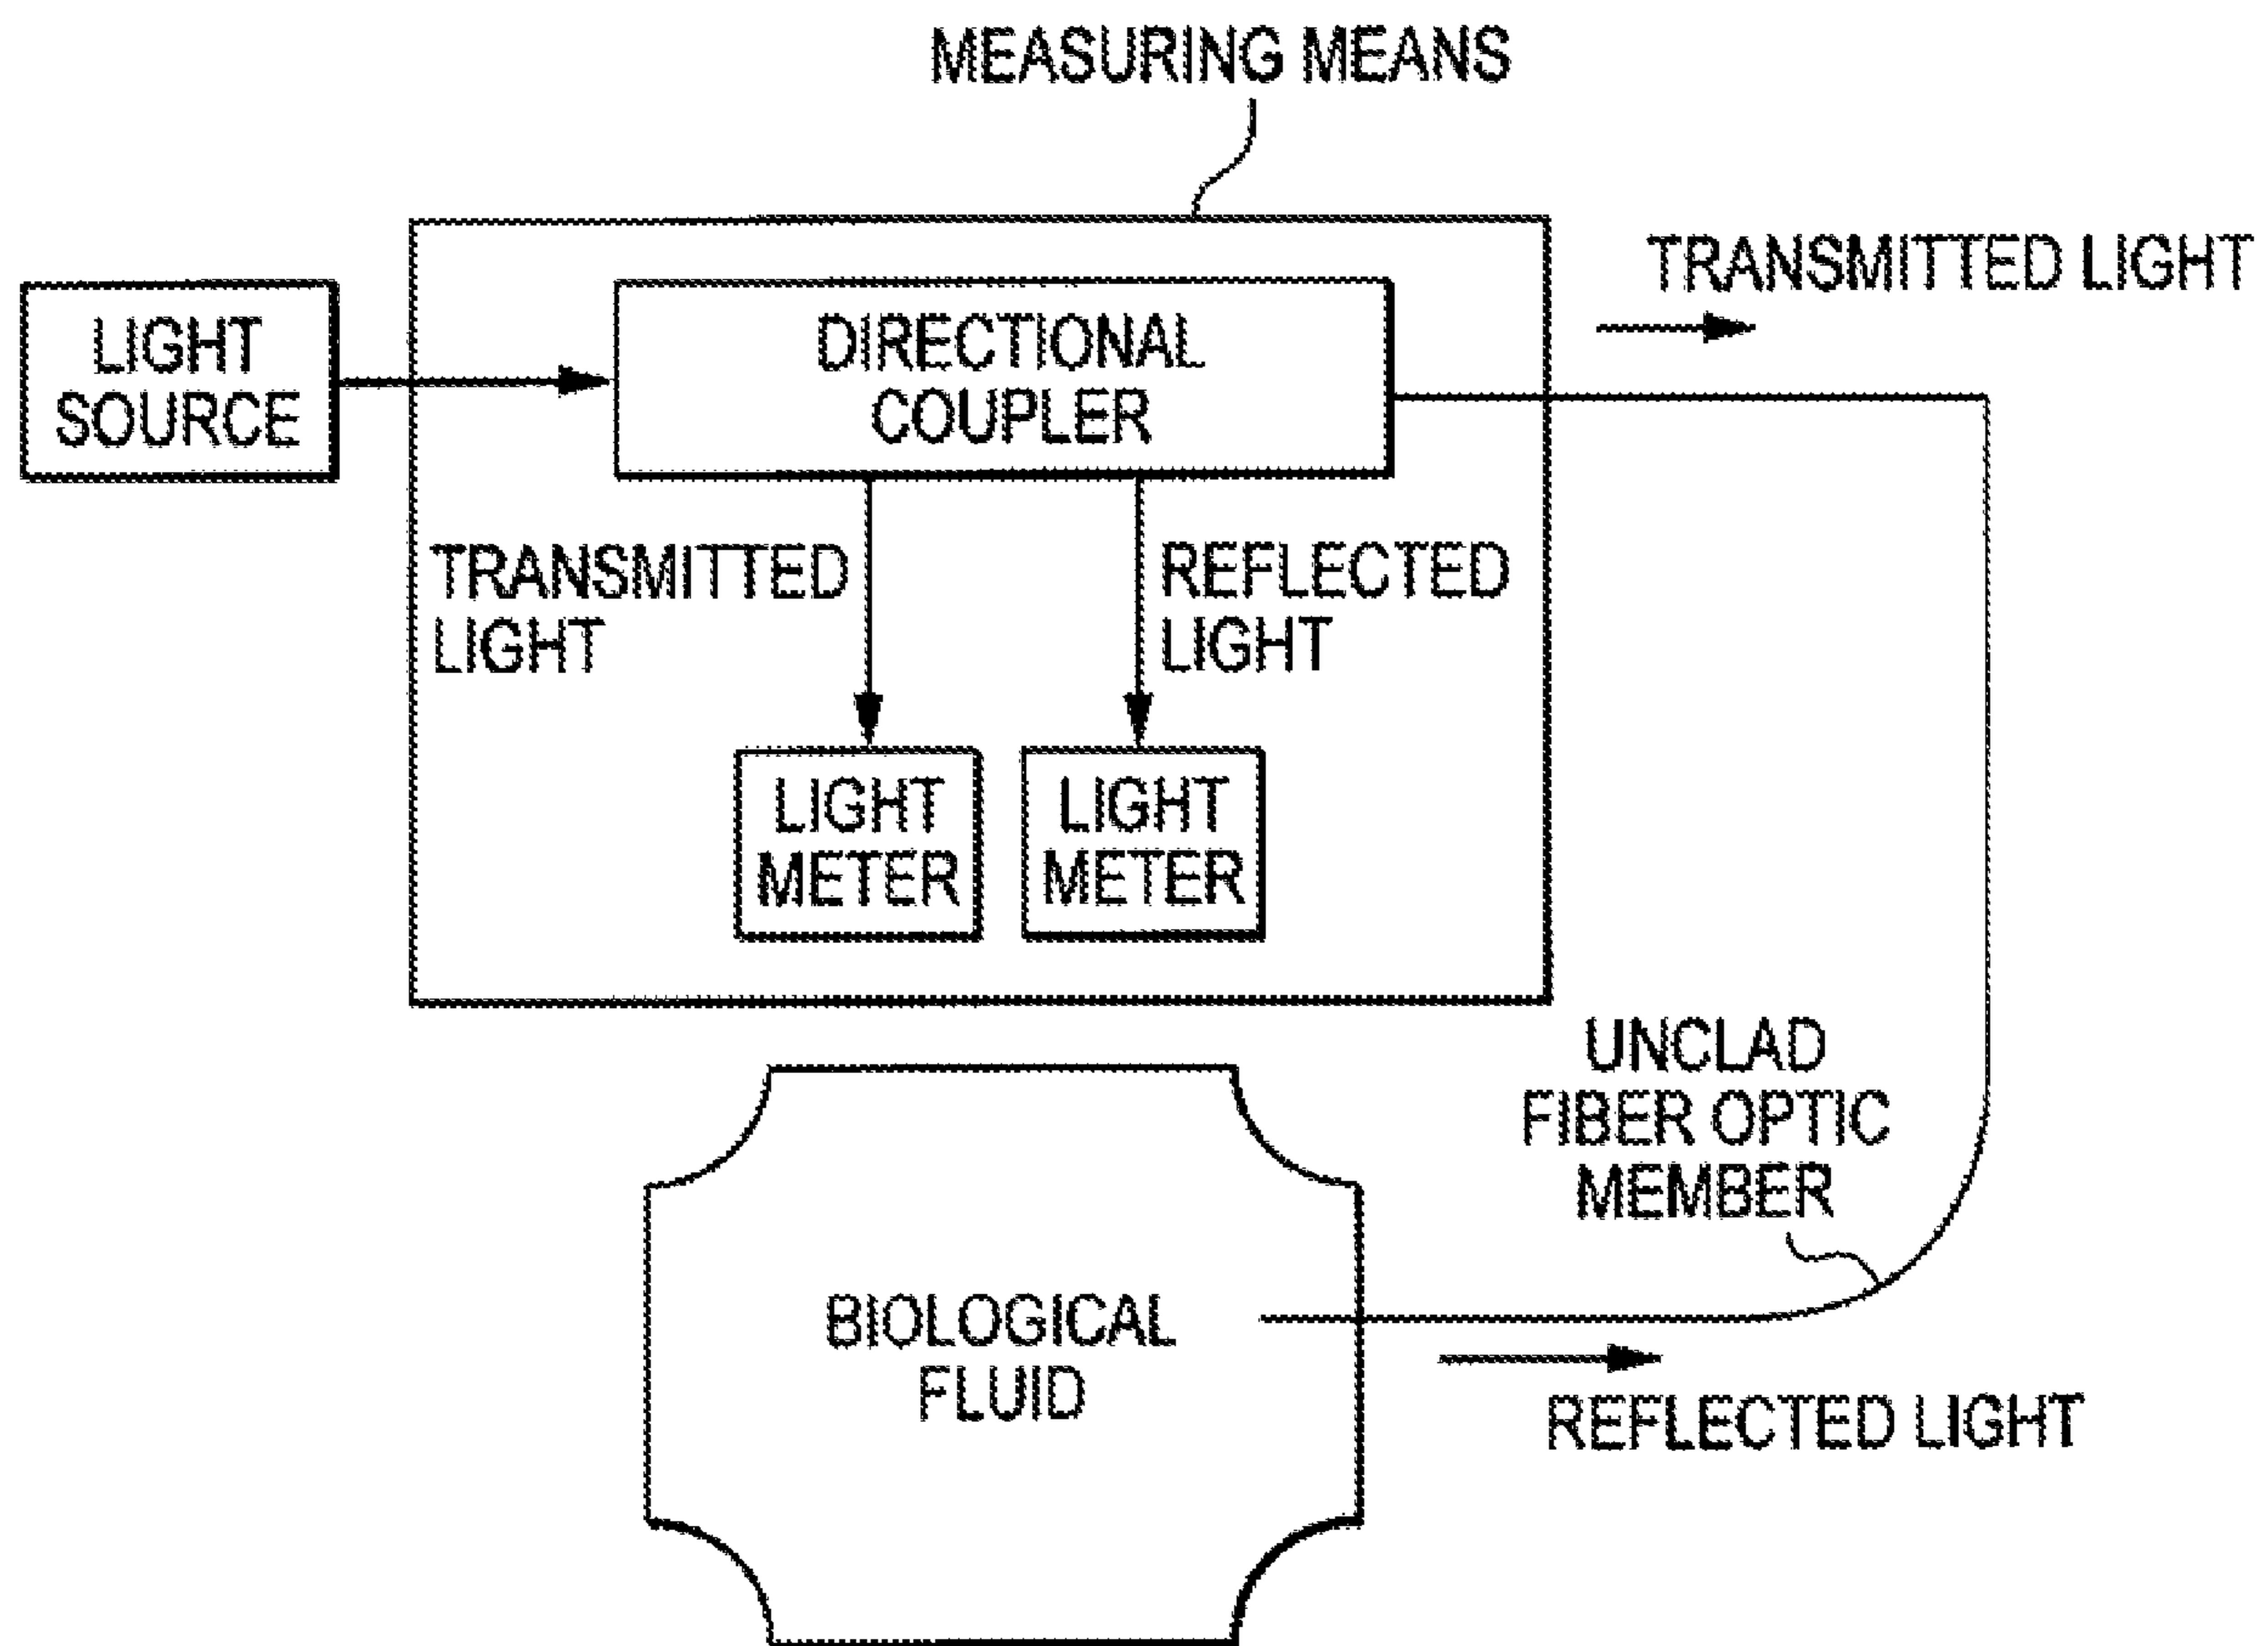 MEASURING MEANS
TRANSMITTED LIGHT
LIGHT
SOURCE
DIRECTIONAL
COUPLER
TRANSMITTED
LIGHT
REFLECTED
LIGHT
LIGHT
METER
LIGHT
METER
UNCLAD
FIBER OPTIC
MEMBER
BIOLOGICAL
FLUID
REFLECTED LIGHT